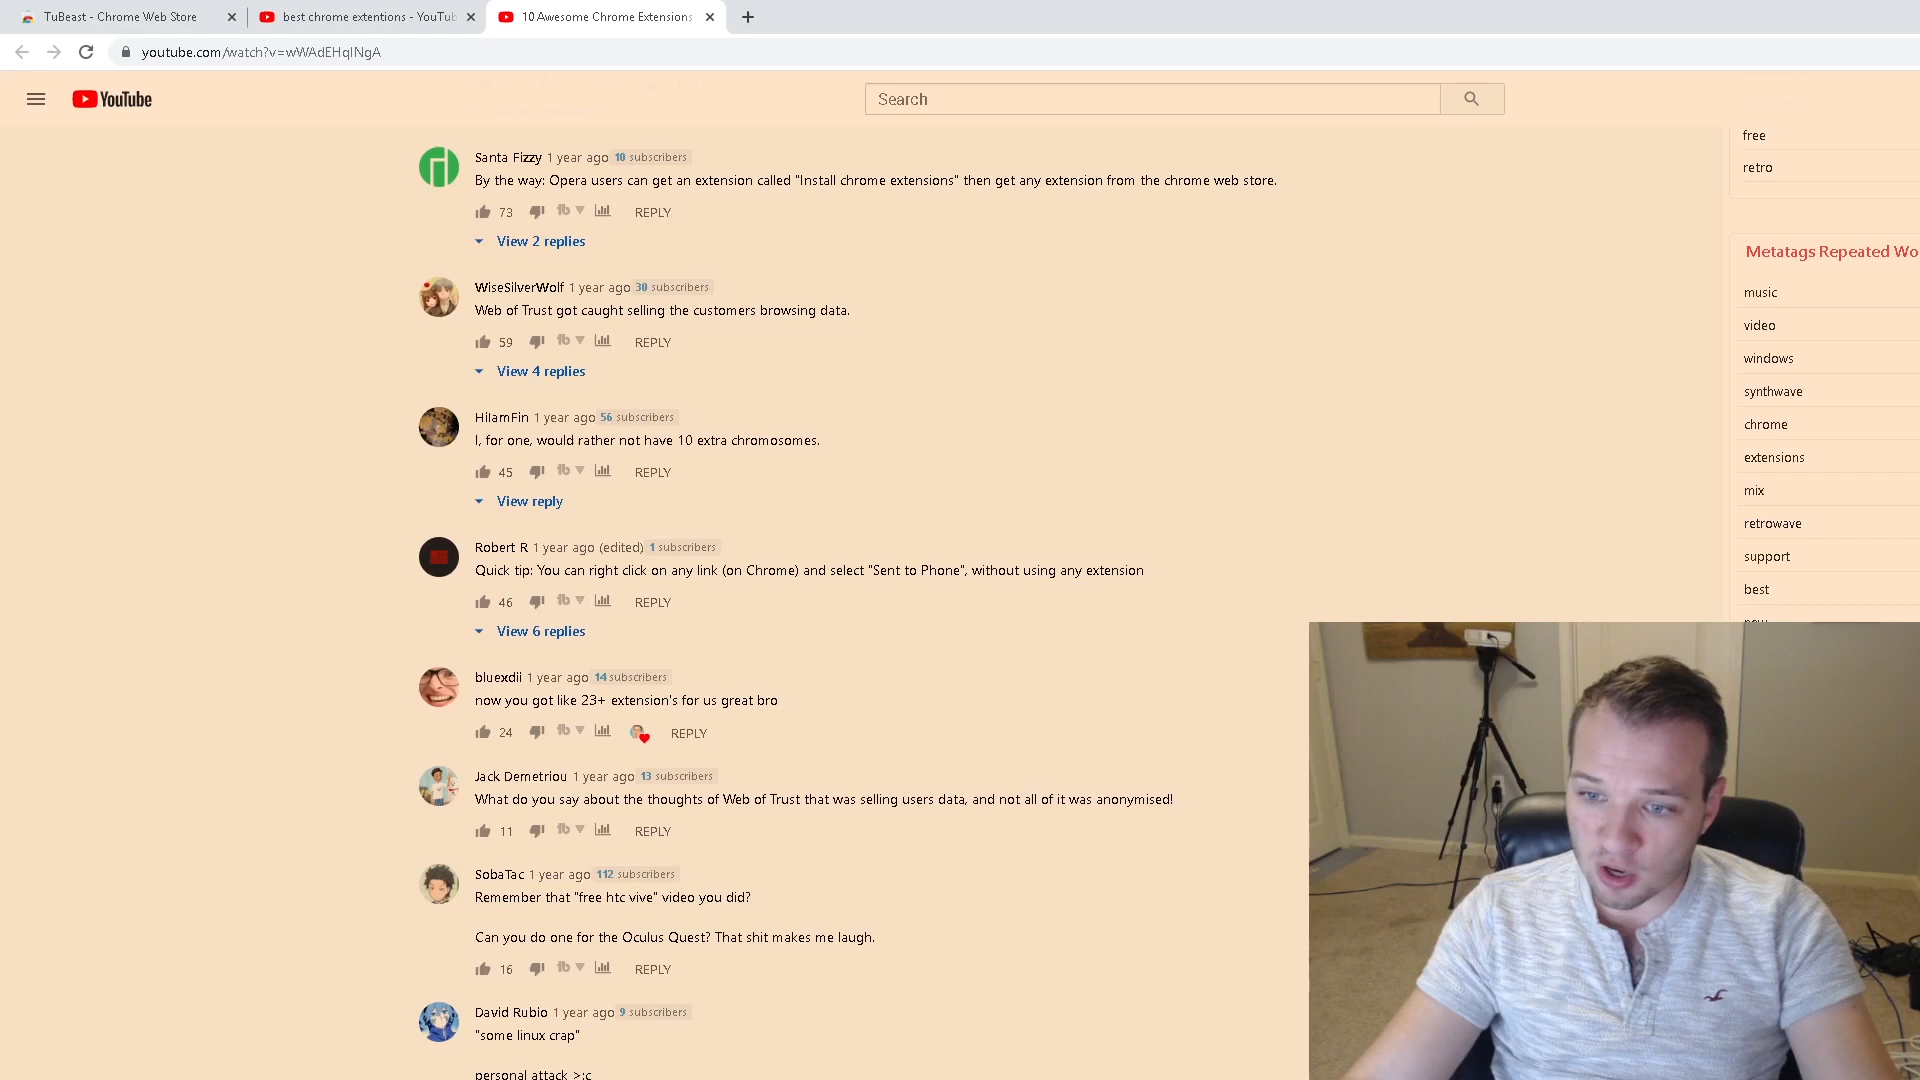 TuBeast - Chrome Web Store
best chrome extentions - YouTub
10 Awesome Chrome Extensions
youtube.com/watch?v=wWAdEHqlNgA
YouTube
Search
free
retro
Santa Fizzy 1 year ago 10 subscribers
By the way: Opera users can get an extension called "Install chrome extensions" then get any extension from the chrome web store.
73 tb REPLY
View 2 replies
Metatags Repeated Wo
music
video
windows
synthwave
chrome
extensions
mix
retrowave
support
best
WiseSilverWolf 1 year ago 30 subscribers
Web of Trust got caught selling the customers browsing data.
59 tb REPLY
View 4 replies
HilamFin 1 year ago 56 subscribers
I, for one, would rather not have 10 extra chromosomes.
45 tb REPLY
View reply
Robert R 1 year ago (edited) 1 subscribers
Quick tip: You can right click on any link (on Chrome) and select "Sent to Phone", without using any extension
46 tb REPLY
View 6 replies
bluexdii 1 year ago 14 subscribers
now you got like 23+ extension's for us great bro
24 tb REPLY
Jack Demetriou 1 year ago 13 subscribers
What do you say about the thoughts of Web of Trust that was selling users data, and not all of it was anonymised!
11 tb REPLY
SobaTac 1 year ago 112 subscribers
Remember that "free htc vive" video you did?
Can you do one for the Oculus Quest? That shit makes me laugh.
16 tb REPLY
David Rubio 1 year ago 9 subscribers
"some linux crap"
personal attack >:c